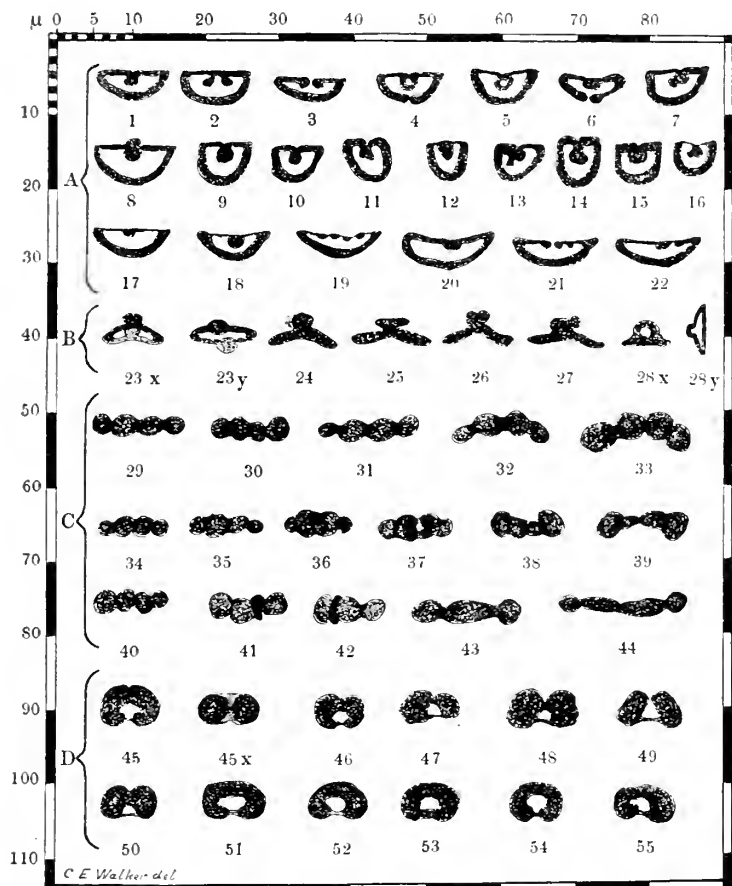 μ 0 5 10 20 30 40 50 60 70 80
10
1 2 3 4 5 6 7
A
20
8 9 10 11 12 13 14 15 16
30
17 18 19 20 21 22
B
40
23 x 23 y 24 25 26 27 28 x 28 y
50
29 30 31 32 33
60
C
34 35 36 37 38 39
70
80
40 41 42 43 44
90
D
45 45 x 46 47 48 49
100
50 51 52 53 54 55
110
C E Walker del